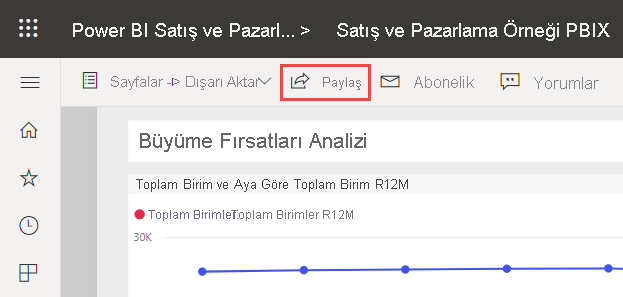 Power BI Satış ve Pazarl... > Satış ve Pazarlama Örneği PBIX
Sayfalar Dışarı Aktar Paylaş Abonelik Yorumlar
Büyüme Fırsatları Analizi
Toplam Birim ve Aya Göre Toplam Birim R12M
Toplam Birimler Toplam Birimler R12M
30K